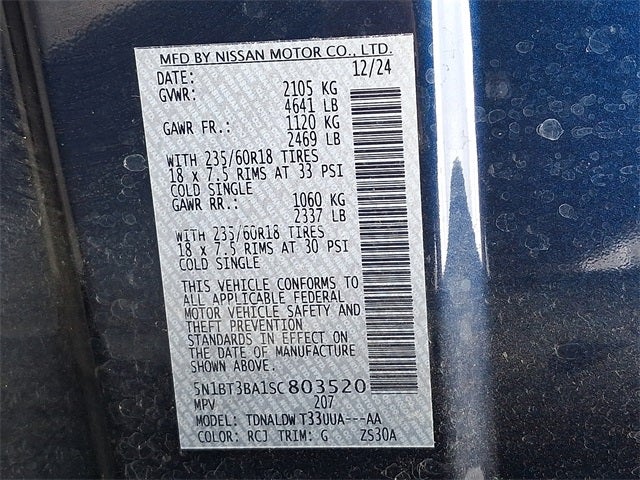 MFD BY NISSAN MOTOR CO., LTD.
DATE: 12/24
GVWR: 2105 KG
4641 LB
GAWR FR.: 1120 KG
2469 LB
WITH 235/60R18 TIRES
18 x 7.5 RIMS AT 33 PSI
COLD SINGLE
GAWR RR.: 1060 KG
2337 LB
WITH 235/60R18 TIRES
18 x 7.5 RIMS AT 30 PSI
COLD SINGLE
THIS VEHICLE CONFORMS TO
ALL APPLICABLE FEDERAL
MOTOR VEHICLE SAFETY AND
THEFT PREVENTION
STANDARDS IN EFFECT ON
THE DATE OF MANUFACTURE
SHOWN ABOVE.
5N1BT3BA1SC803520
MPV 207
MODEL: TDNALDWT33UUA---AA
COLOR: RCJ TRIM: G ZS30A